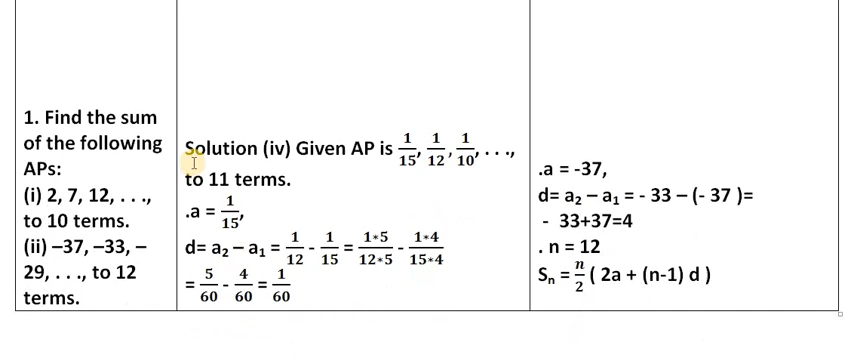 1. Find the sum
of the following
APs:
(i) 2, 7, 12, . . .,
to 10 terms.
(ii) –37, –33, –
29, . . ., to 12
terms.
Solution (iv) Given AP is 1/15, 1/12, 1/10, . . .,
to 11 terms.
.a = 1/15,
d= a₂ – a₁ = 1/12 - 1/15 = 1*5/12*5 - 1*4/15*4
= 5/60 - 4/60 = 1/60
.a = -37,
d= a₂ – a₁ = - 33 – (- 37 )=
- 33+37=4
. n = 12
Sₙ = n/2 ( 2a + (n-1) d )